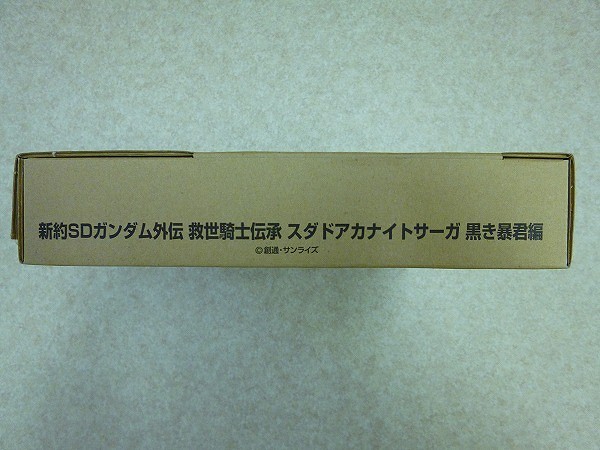 新約SDガンダム外伝 救世騎士伝承 スダドアカナイトサーガ 黒き暴君編
©創通・サンライズ